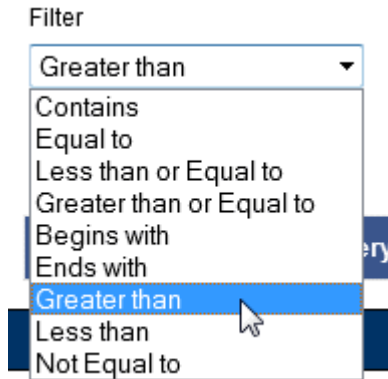 Filter
Greater than
Contains
Equal to
Less than or Equal to
Greater than or Equal to
Begins with
Ends with
Greater than
Less than
Not Equal to